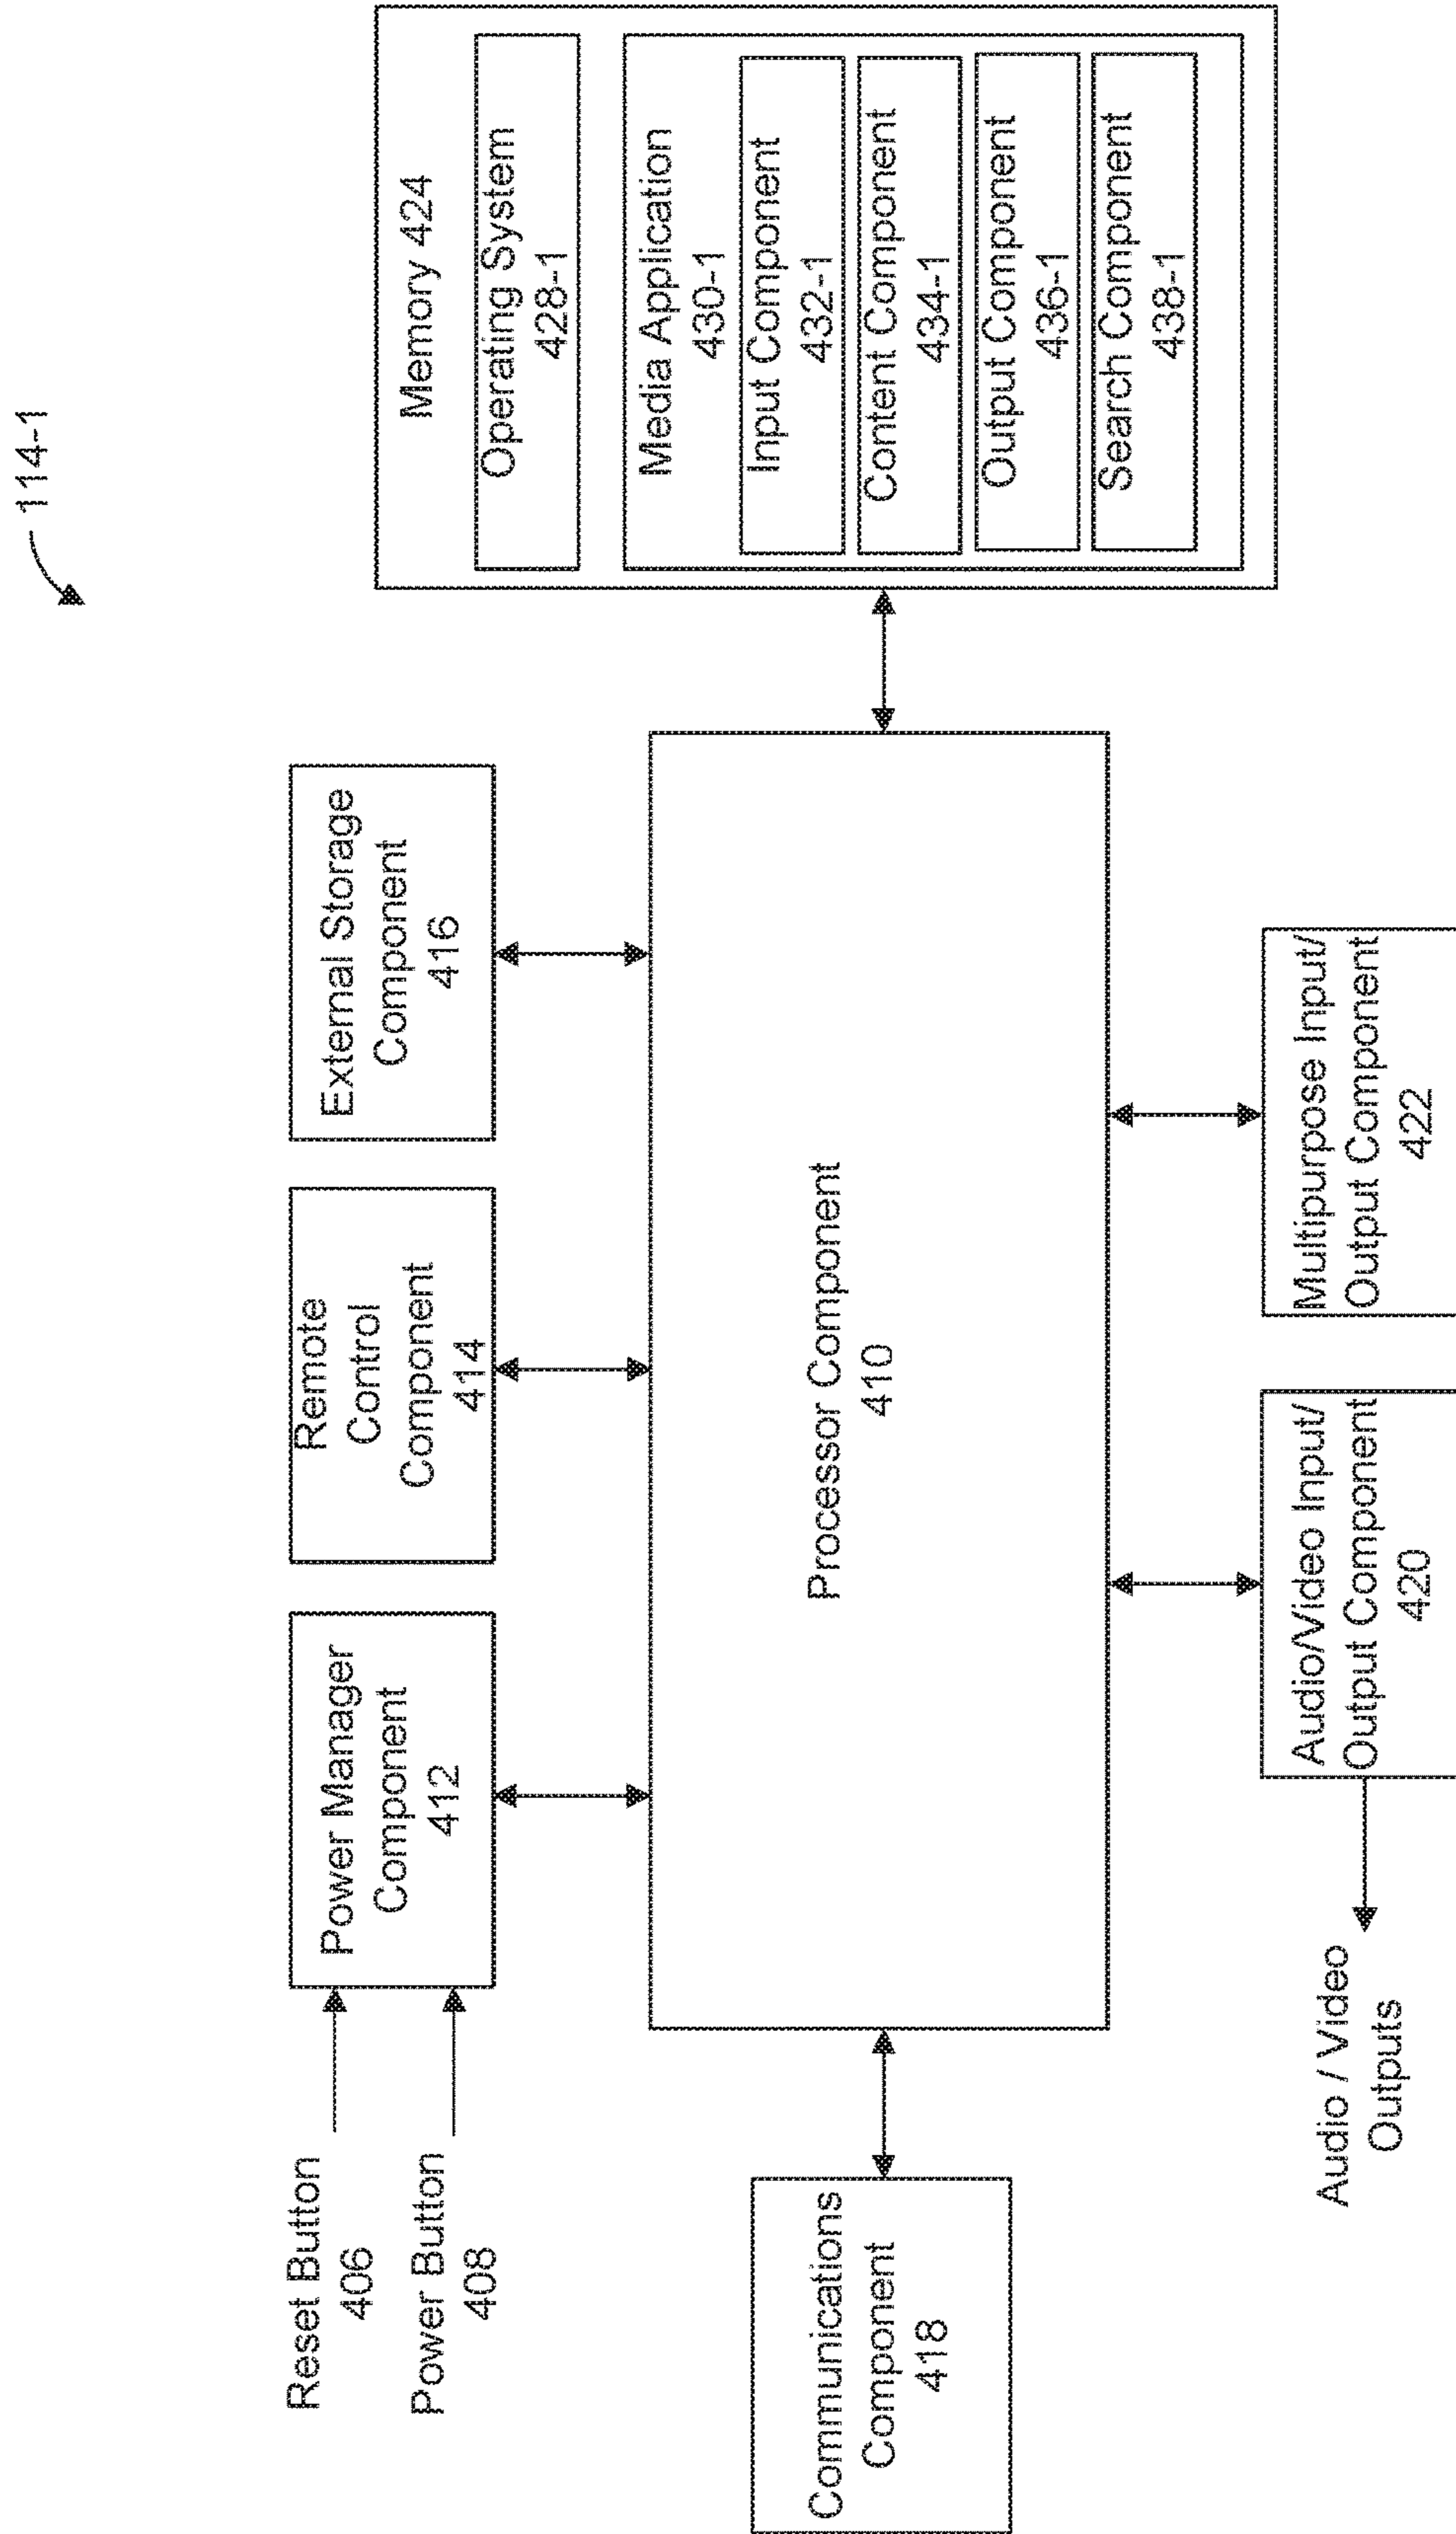 114-1
Reset Button
406
Power Button
408
Power Manager
Component
412
Remote
Control
Component
414
External Storage
Component
416
Memory 424
Operating System
428-1
Media Application
430-1
Input Component
432-1
Content Component
434-1
Output Component
436-1
Search Component
438-1
Communications
Component
418
Processor Component
410
Audio / Video
Outputs
Audio/Video Input/
Output Component
420
Multipurpose Input/
Output Component
422